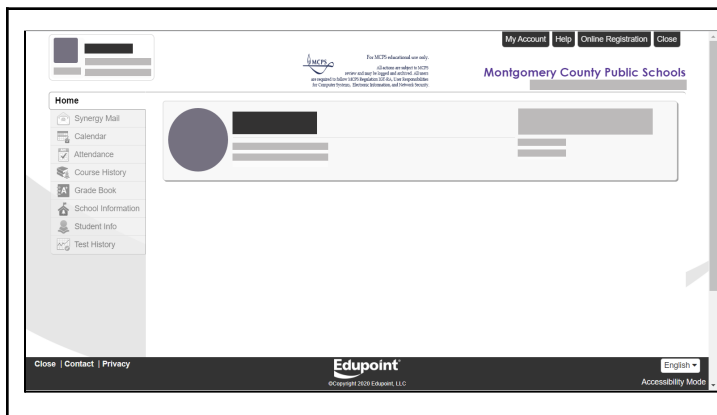 My Account Help Online Registration Close
MCPS
For MCPS educational use only.
All actions are subject to MCPS
review and may be logged and archived. All users
are required to follow MCPS Regulation IGT-RA, User Responsibilities
for Computer Systems, Electronic Information, and Network Security.
Montgomery County Public Schools
Home
Synergy Mail
Calendar
Attendance
Course History
Grade Book
School Information
Student Info
Test History
Close | Contact | Privacy
Edupoint
©Copyright 2020 Edupoint, LLC
English
Accessibility Mode